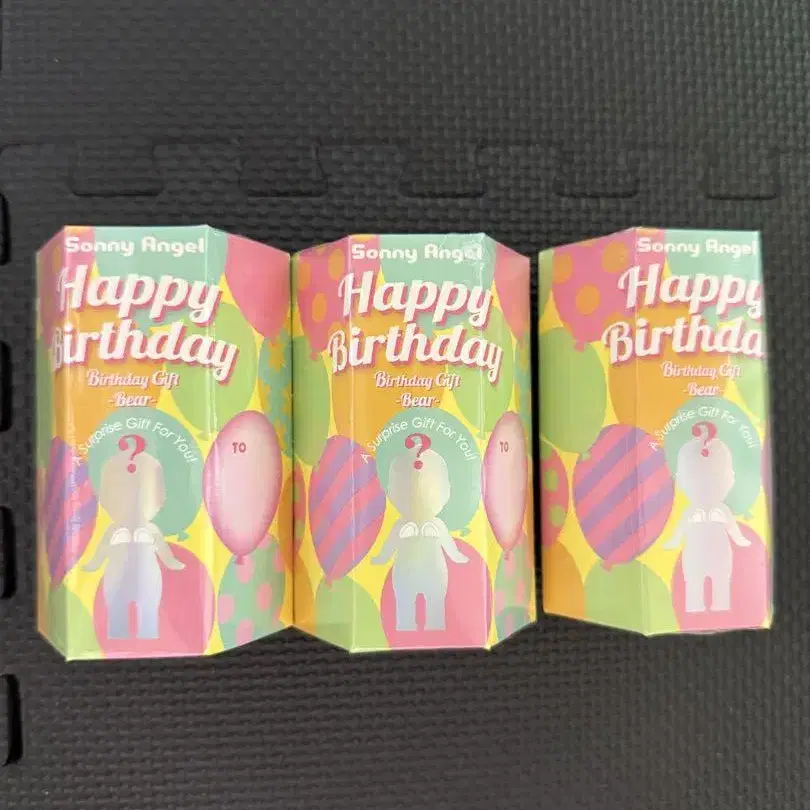 Sonny Angel
Happy
Birthday
Birthday Gift
-Bear-
A Surprise Gift For You!
?
TO
Sonny Angel
Happy
Birthday
Birthday Gift
-Bear-
A Surprise Gift For You!
?
TO
Sonny Angel
Happy
Birthda
Birthday Gift
-Bear-
A Surprise Gift For You!
?